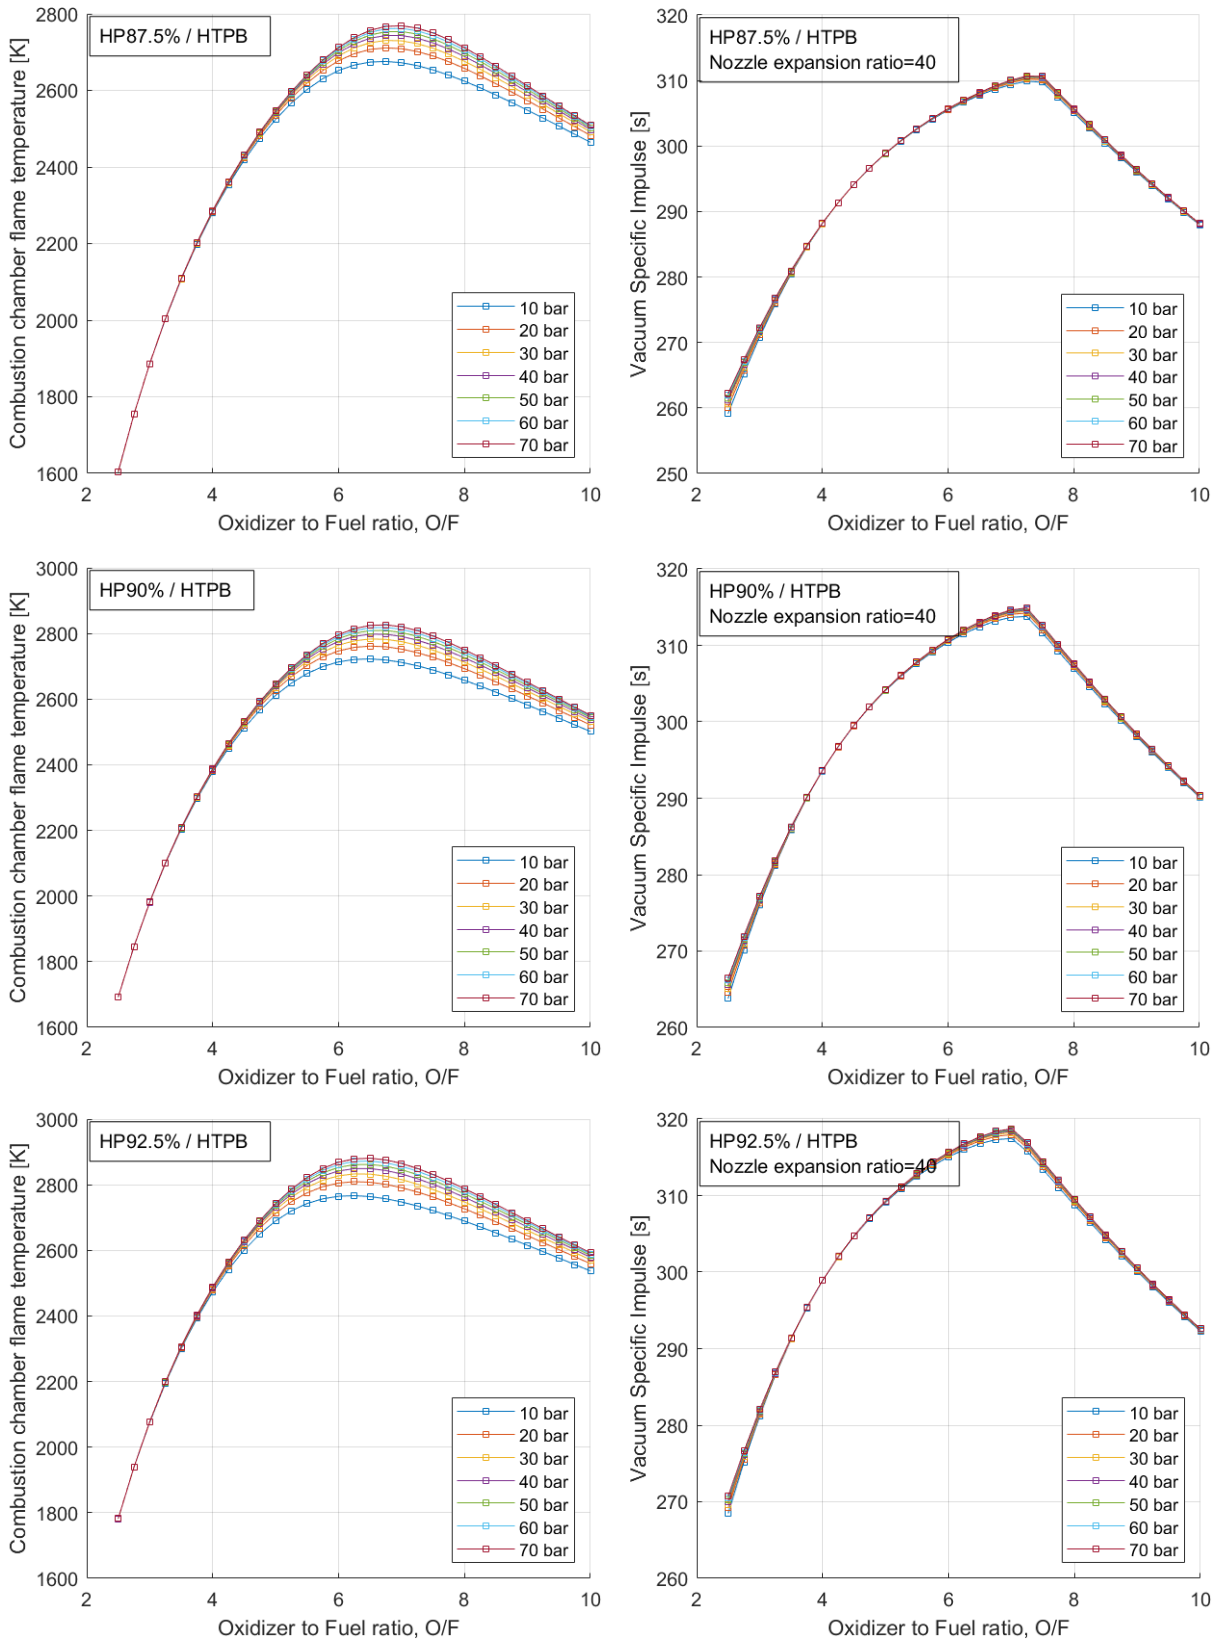 HP87.5% / HTPB
Combustion chamber flame temperature [K]
2800
2600
2400
2200
2000
1800
1600
2
4
6
8
10
Oxidizer to Fuel ratio, O/F
10 bar
20 bar
30 bar
40 bar
50 bar
60 bar
70 bar
HP87.5% / HTPB
Nozzle expansion ratio=40
Vacuum Specific Impulse [s]
320
310
300
290
280
270
260
250
2
4
6
8
10
Oxidizer to Fuel ratio, O/F
10 bar
20 bar
30 bar
40 bar
50 bar
60 bar
70 bar
HP90% / HTPB
Combustion chamber flame temperature [K]
3000
2800
2600
2400
2200
2000
1800
1600
2
4
6
8
10
Oxidizer to Fuel ratio, O/F
10 bar
20 bar
30 bar
40 bar
50 bar
60 bar
70 bar
HP90% / HTPB
Nozzle expansion ratio=40
Vacuum Specific Impulse [s]
320
310
300
290
280
270
260
2
4
6
8
10
Oxidizer to Fuel ratio, O/F
10 bar
20 bar
30 bar
40 bar
50 bar
60 bar
70 bar
HP92.5% / HTPB
Combustion chamber flame temperature [K]
3000
2800
2600
2400
2200
2000
1800
1600
2
4
6
8
10
Oxidizer to Fuel ratio, O/F
10 bar
20 bar
30 bar
40 bar
50 bar
60 bar
70 bar
HP92.5% / HTPB
Nozzle expansion ratio=40
Vacuum Specific Impulse [s]
320
310
300
290
280
270
260
2
4
6
8
10
Oxidizer to Fuel ratio, O/F
10 bar
20 bar
30 bar
40 bar
50 bar
60 bar
70 bar